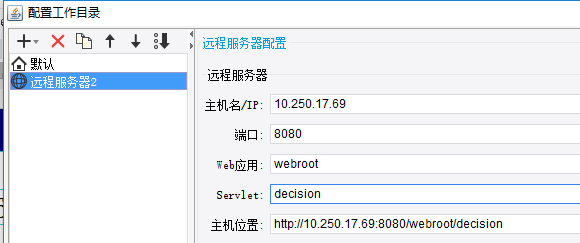 配置工作目录
默认
远程服务器2
远程服务器配置
远程服务器
主机名/IP: 10.250.17.69
端口: 8080
Web应用: webroot
Servlet: decision
主机位置: http://10.250.17.69:8080/webroot/decision